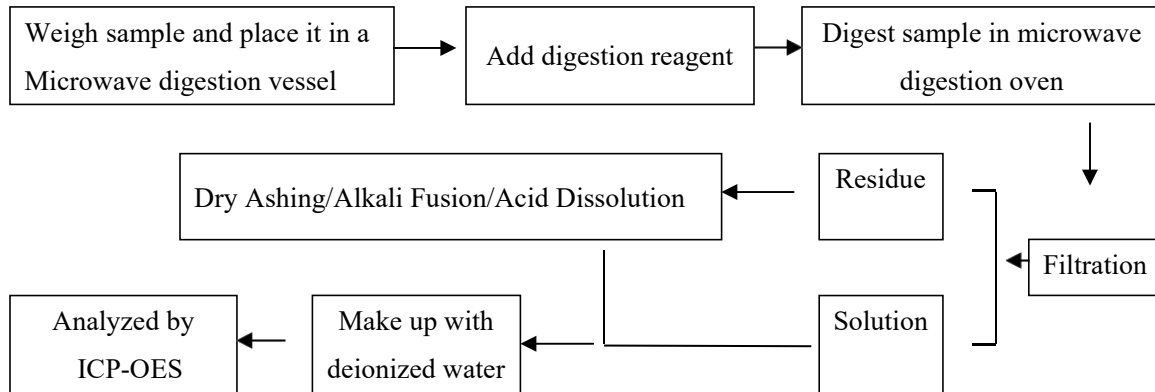 Weigh sample and place it in a
Microwave digestion vessel
Add digestion reagent
Digest sample in microwave
digestion oven
Dry Ashing/Alkali Fusion/Acid Dissolution
Residue
Filtration
Solution
Make up with
deionized water
Analyzed by
ICP-OES